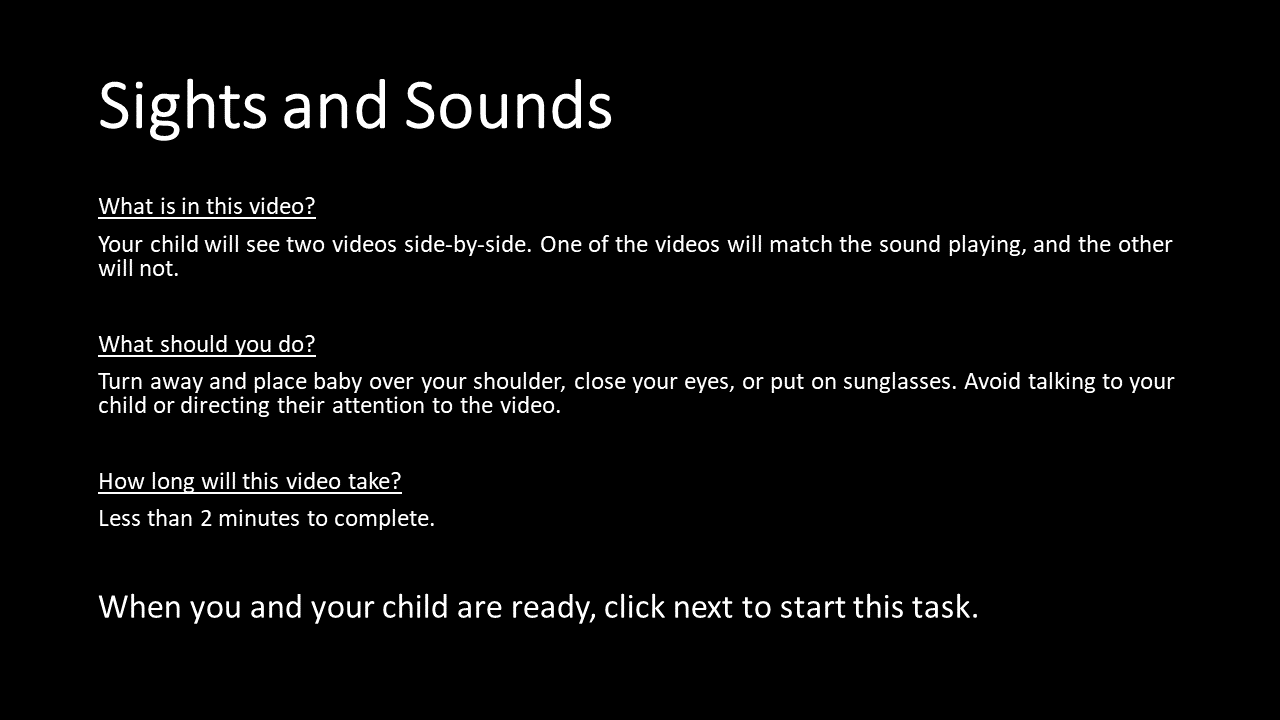 Sights and Sounds
What is in this video?
Your child will see two videos side-by-side. One of the videos will match the sound playing, and the other
will not.
What should you do?
Turn away and place baby over your shoulder, close your eyes, or put on sunglasses. Avoid talking to your
child or directing their attention to the video.
How long will this video take?
Less than 2 minutes to complete.
When you and your child are ready, click next to start this task.